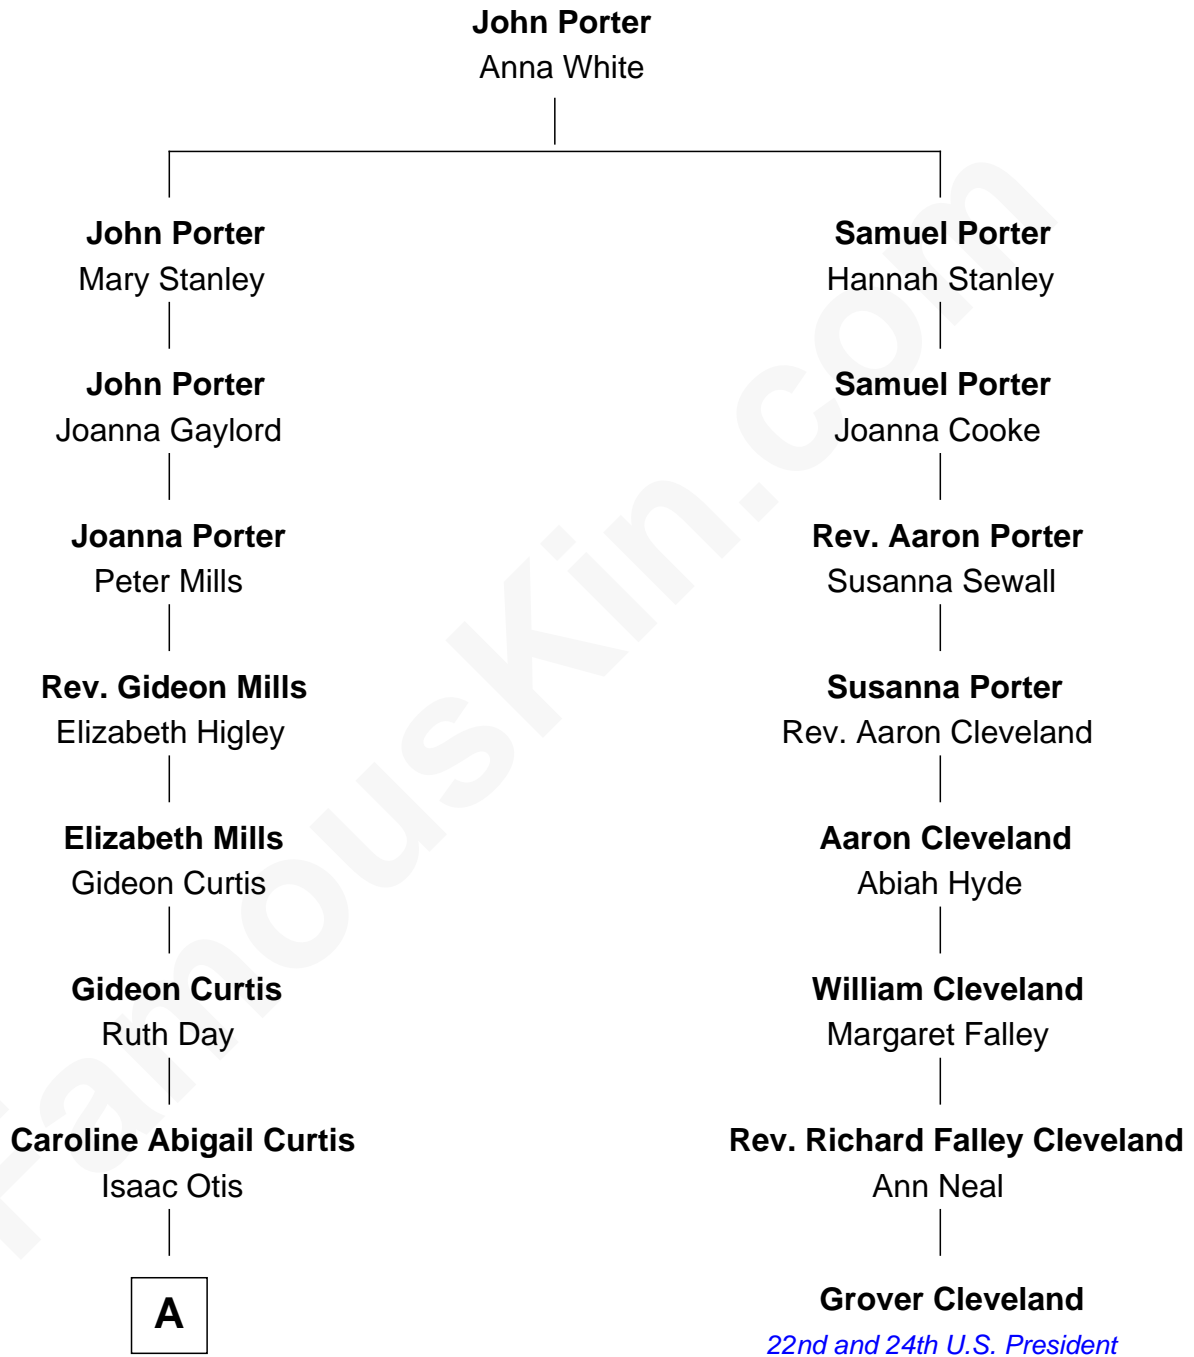 John Porter
Anna White
John Porter
Mary Stanley
Samuel Porter
Hannah Stanley
John Porter
Joanna Gaylord
Samuel Porter
Joanna Cooke
Joanna Porter
Peter Mills
Rev. Aaron Porter
Susanna Sewall
Rev. Gideon Mills
Elizabeth Higley
Susanna Porter
Rev. Aaron Cleveland
Elizabeth Mills
Gideon Curtis
Aaron Cleveland
Abiah Hyde
Gideon Curtis
Ruth Day
William Cleveland
Margaret Falley
Caroline Abigail Curtis
Isaac Otis
Rev. Richard Falley Cleveland
Ann Neal
A
Grover Cleveland
22nd and 24th U.S. President
FamousKin.com